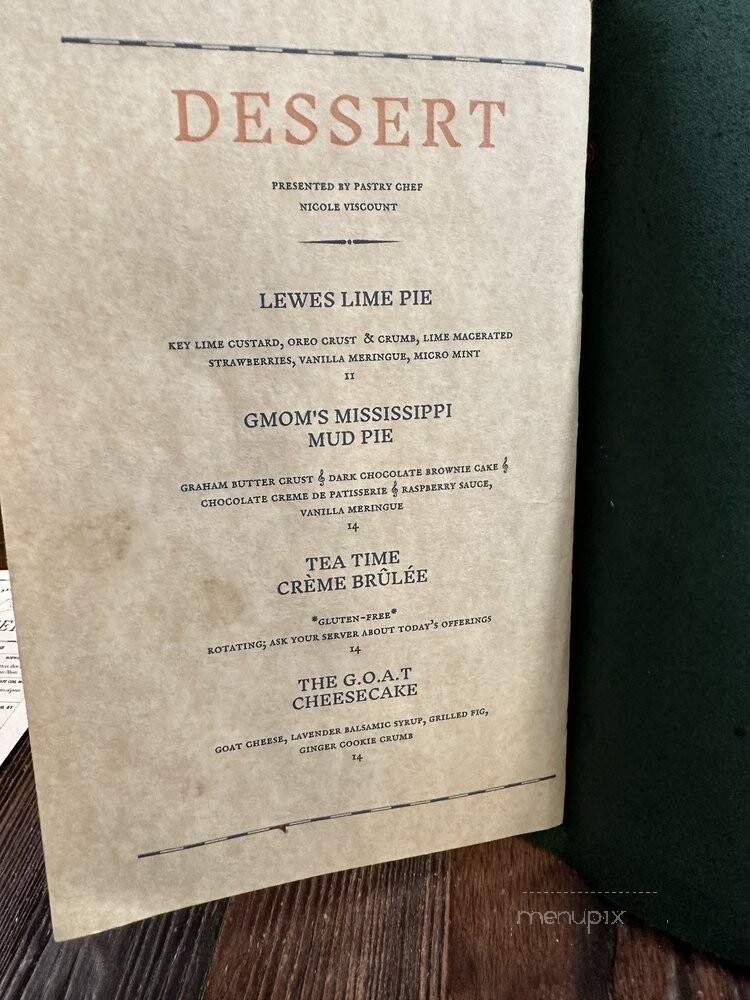 DESSERT
PRESENTED BY PASTRY CHEF
NICOLE VISCOUNT
LEWES LIME PIE
KEY LIME CUSTARD, OREO CRUST & CRUMB, LIME MACERATED
STRAWBERRIES, VANILLA MERINGUE, MICRO MINT
11
GMOM'S MISSISSIPPI
MUD PIE
GRAHAM BUTTER CRUST 𝄞 DARK CHOCOLATE BROWNIE CAKE 𝄞
CHOCOLATE CREME DE PATISSERIE 𝄞 RASPBERRY SAUCE,
VANILLA MERINGUE
14
TEA TIME
CRÈME BRÛLÉE
*GLUTEN-FREE*
ROTATING; ASK YOUR SERVER ABOUT TODAY'S OFFERINGS
14
THE G.O.A.T
CHEESECAKE
GOAT CHEESE, LAVENDER BALSAMIC SYRUP, GRILLED FIG,
GINGER COOKIE CRUMB
14
menupix